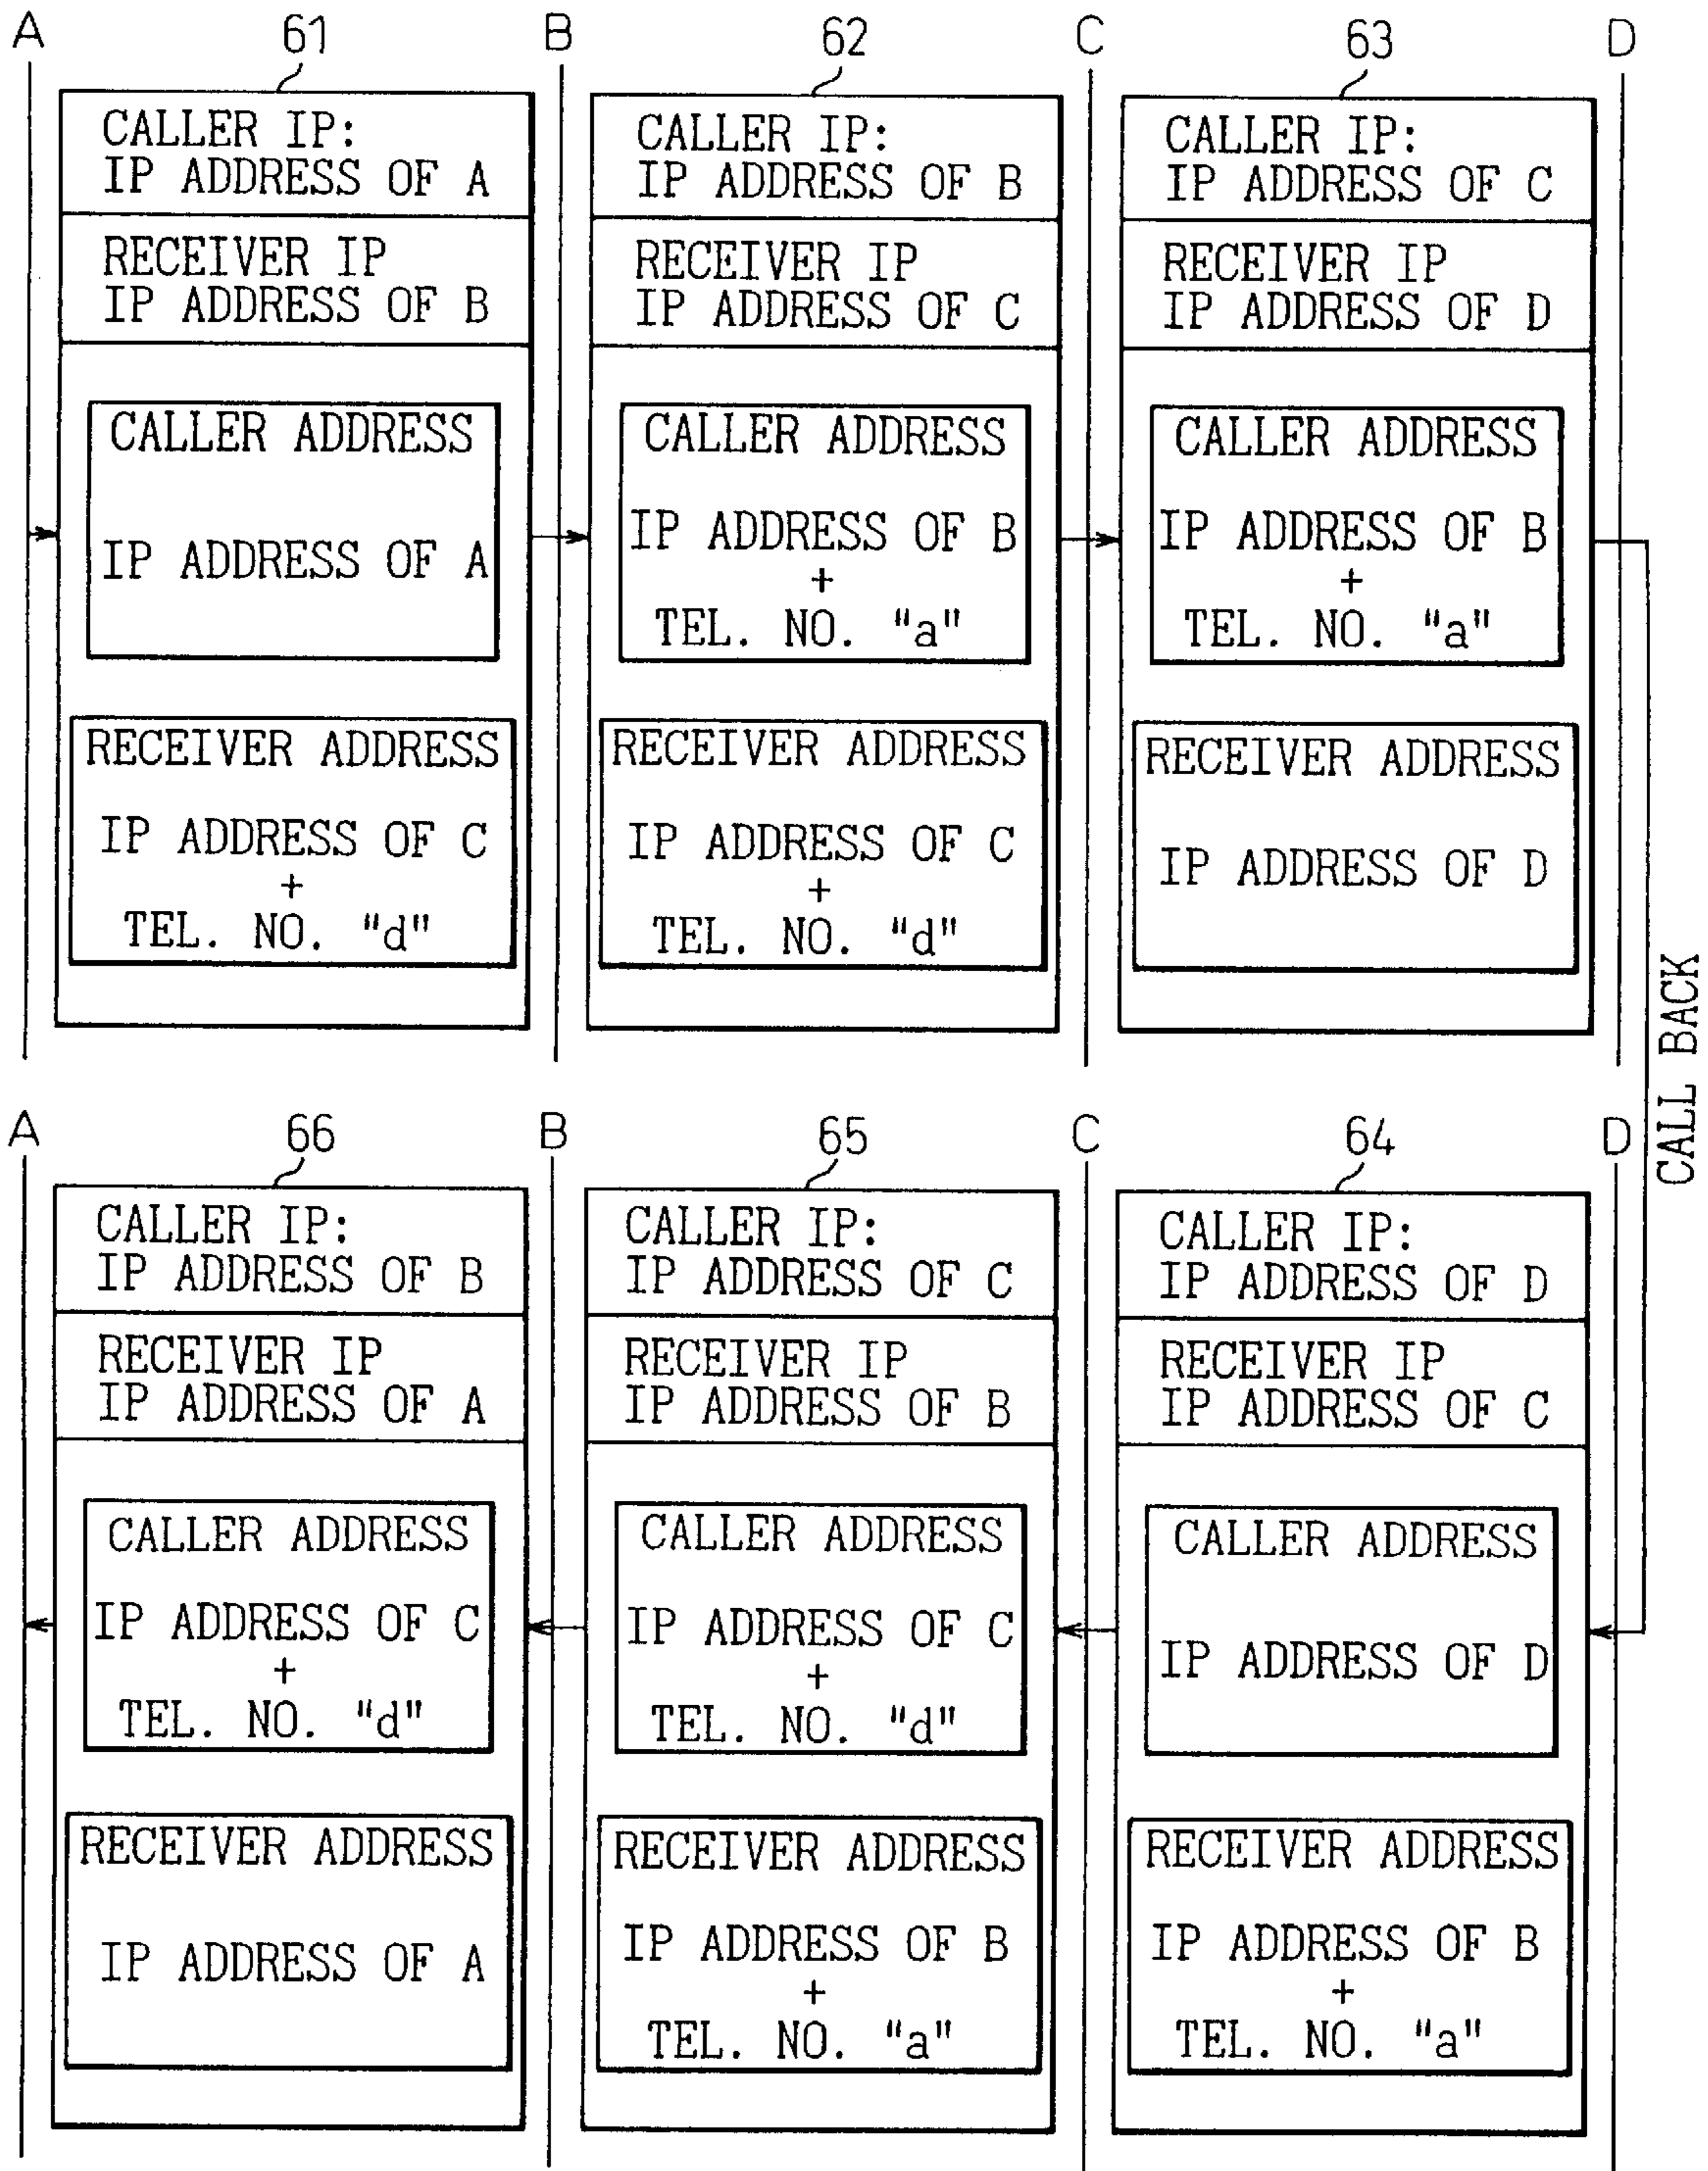 A
61
B
62
C
63
D
CALLER IP:
IP ADDRESS OF A
RECEIVER IP
IP ADDRESS OF B
CALLER ADDRESS
IP ADDRESS OF A
RECEIVER ADDRESS
IP ADDRESS OF C
+
TEL. NO. "d"
CALLER IP:
IP ADDRESS OF B
RECEIVER IP
IP ADDRESS OF C
CALLER ADDRESS
IP ADDRESS OF B
+
TEL. NO. "a"
RECEIVER ADDRESS
IP ADDRESS OF C
+
TEL. NO. "d"
CALLER IP:
IP ADDRESS OF C
RECEIVER IP
IP ADDRESS OF D
CALLER ADDRESS
IP ADDRESS OF B
+
TEL. NO. "a"
RECEIVER ADDRESS
IP ADDRESS OF D
CALL BACK
A
66
B
65
C
64
D
CALLER IP:
IP ADDRESS OF B
RECEIVER IP
IP ADDRESS OF A
CALLER ADDRESS
IP ADDRESS OF C
+
TEL. NO. "d"
RECEIVER ADDRESS
IP ADDRESS OF A
CALLER IP:
IP ADDRESS OF C
RECEIVER IP
IP ADDRESS OF B
CALLER ADDRESS
IP ADDRESS OF C
+
TEL. NO. "d"
RECEIVER ADDRESS
IP ADDRESS OF B
+
TEL. NO. "a"
CALLER IP:
IP ADDRESS OF D
RECEIVER IP
IP ADDRESS OF C
CALLER ADDRESS
IP ADDRESS OF D
RECEIVER ADDRESS
IP ADDRESS OF B
+
TEL. NO. "a"